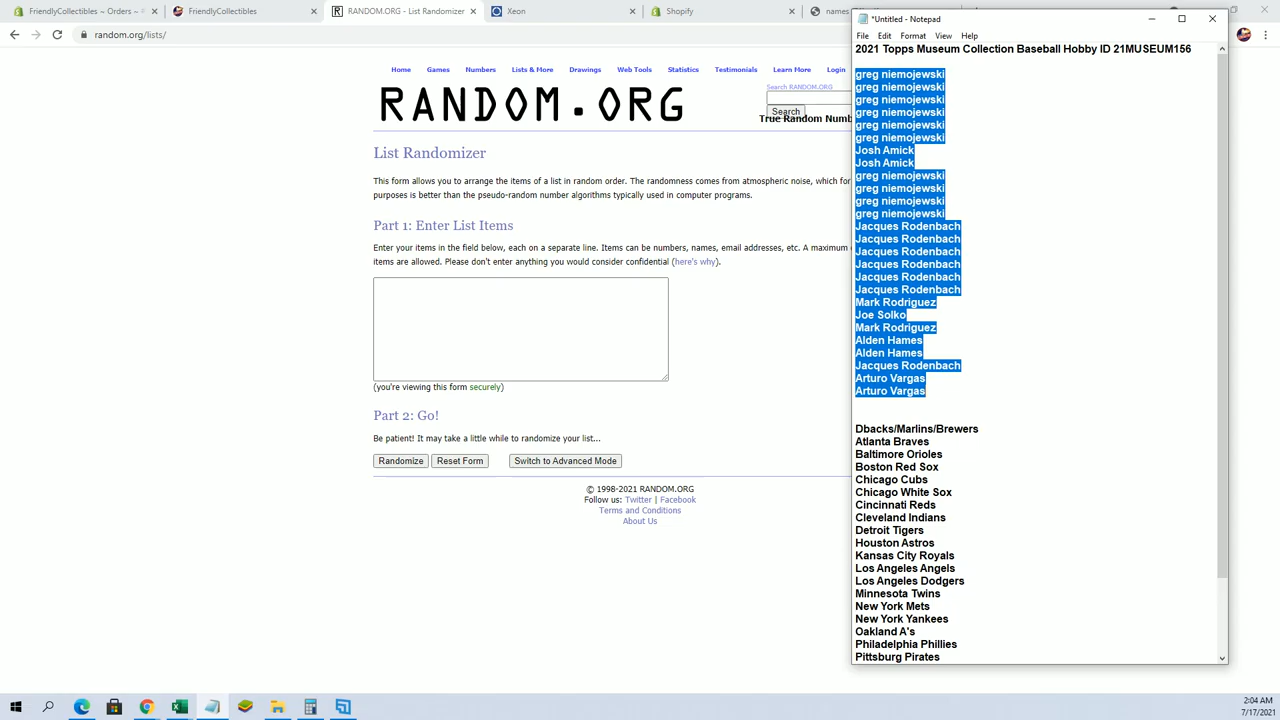 FriendlyCollectibles ~ Orders ~ F
FriendlyCollectibles
RANDOM.ORG - List Randomizer
Xeon
Shopify
names
random.org/lists/
Home
Games
Numbers
Lists & More
Drawings
Web Tools
Statistics
Testimonials
Learn More
Login
RANDOM.ORG
Search RANDOM.ORG
Search
True Random Numb
List Randomizer
This form allows you to arrange the items of a list in random order. The randomness comes from atmospheric noise, which for
purposes is better than the pseudo-random number algorithms typically used in computer programs.
Part 1: Enter List Items
Enter your items in the field below, each on a separate line. Items can be numbers, names, email addresses, etc. A maximum
items are allowed. Please don't enter anything you would consider confidential (here's why).
(you're viewing this form securely)
Part 2: Go!
Be patient! It may take a little while to randomize your list...
Randomize
Reset Form
Switch to Advanced Mode
© 1998-2021 RANDOM.ORG
Follow us: Twitter | Facebook
Terms and Conditions
About Us
*Untitled - Notepad
File Edit Format View Help
2021 Topps Museum Collection Baseball Hobby ID 21MUSEUM156
greg niemojewski
greg niemojewski
greg niemojewski
greg niemojewski
greg niemojewski
greg niemojewski
Josh Amick
Josh Amick
greg niemojewski
greg niemojewski
greg niemojewski
greg niemojewski
Jacques Rodenbach
Jacques Rodenbach
Jacques Rodenbach
Jacques Rodenbach
Jacques Rodenbach
Jacques Rodenbach
Mark Rodriguez
Joe Solko
Mark Rodriguez
Alden Hames
Alden Hames
Jacques Rodenbach
Arturo Vargas
Arturo Vargas
Dbacks/Marlins/Brewers
Atlanta Braves
Baltimore Orioles
Boston Red Sox
Chicago Cubs
Chicago White Sox
Cincinnati Reds
Cleveland Indians
Detroit Tigers
Houston Astros
Kansas City Royals
Los Angeles Angels
Los Angeles Dodgers
Minnesota Twins
New York Mets
New York Yankees
Oakland A's
Philadelphia Phillies
Pittsburg Pirates
2:04 AM
7/17/2021